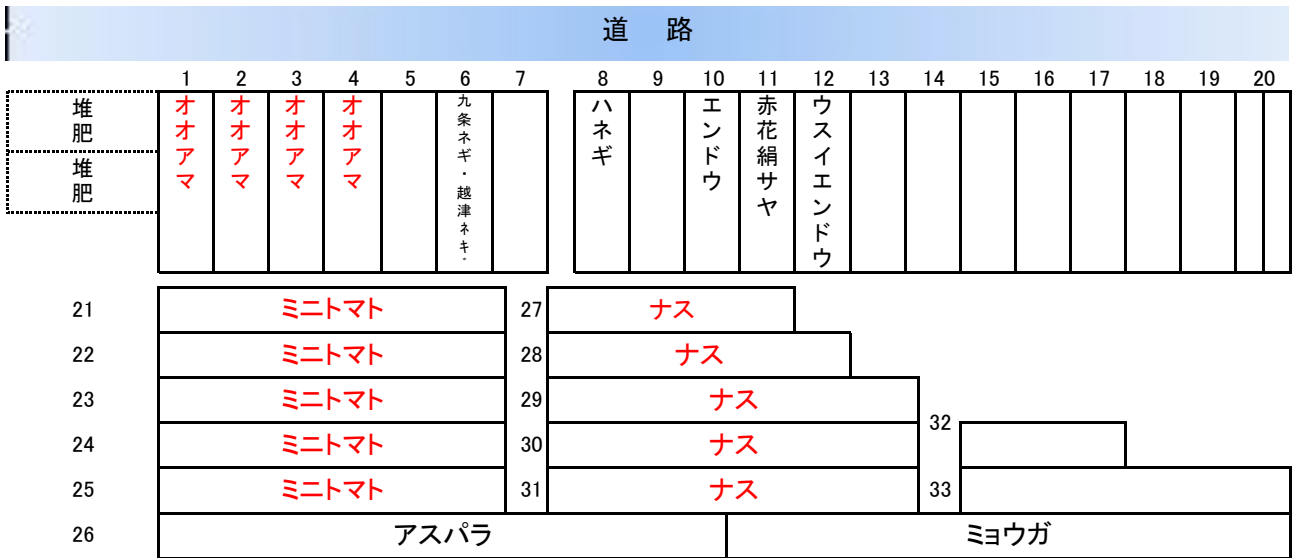 道 路
1 2 3 4 5 6 7 8 9 10 11 12 13 14 15 16 17 18 19 20
堆肥
堆肥
オオアマ
オオアマ
オオアマ
オオアマ
九条ネギ・越津ネギ
ハネギ
エンドウ
赤花絹サヤ
ウスイエンドウ
21 ミニトマト 27 ナス
22 ミニトマト 28 ナス
23 ミニトマト 29 ナス
32
24 ミニトマト 30 ナス
25 ミニトマト 31 ナス 33
26 アスパラ ミョウガ